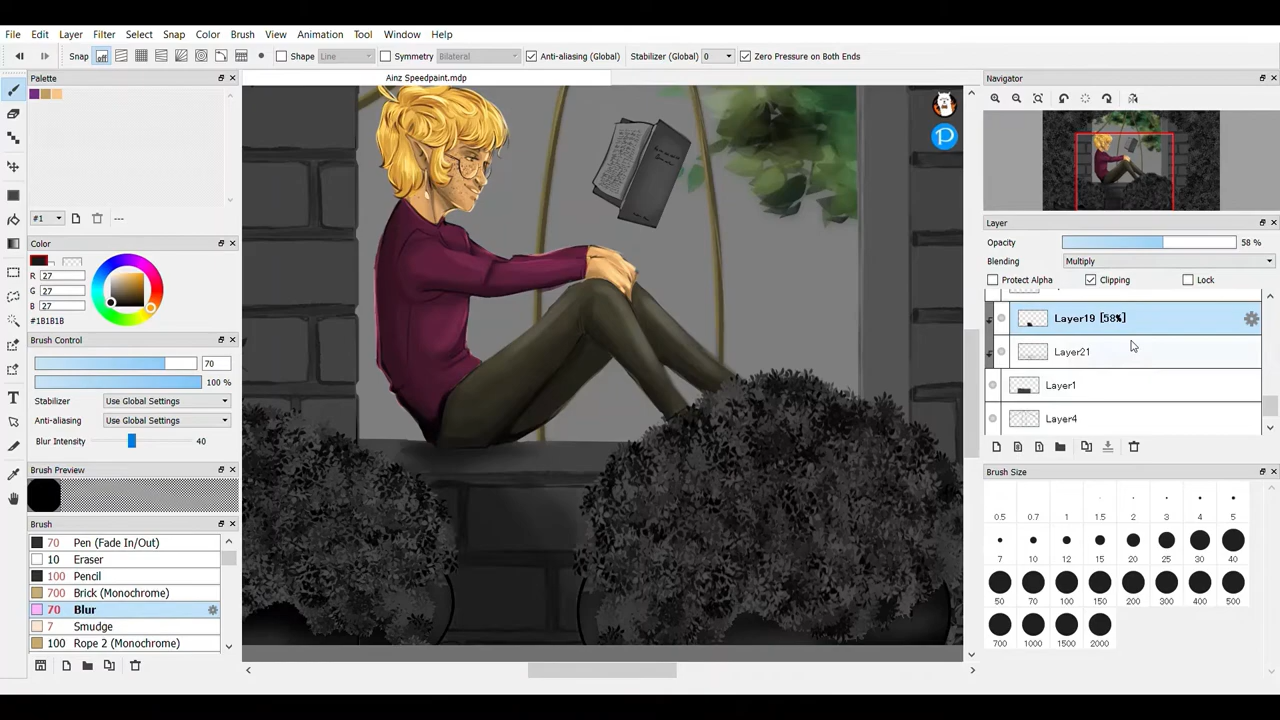 File Edit Layer Filter Select Snap Color Brush View Animation Tool Window Help
Snap off Shape Line Symmetry Bilateral Anti-aliasing (Global) Stabilizer (Global) 0 Zero Pressure on Both Ends
Palette
#1
---
Color
R 27
G 27
B 27
#1B1B1B
Brush Control
70
100 %
Stabilizer Use Global Settings
Anti-aliasing Use Global Settings
Blur Intensity 40
Brush Preview
Brush
70 Pen (Fade In/Out)
10 Eraser
100 Pencil
700 Brick (Monochrome)
70 Blur
7 Smudge
100 Rope 2 (Monochrome)
Ainz Speedpaint.mdp
Navigator
Layer
Opacity 58 %
Blending Multiply
Protect Alpha Clipping Lock
Layer19 [58%]
Layer21
Layer1
Layer4
Brush Size
0.5 0.7 1 1.5 2 3 4 5
7 10 12 15 20 25 30 40
50 70 100 150 200 300 400 500
700 1000 1500 2000